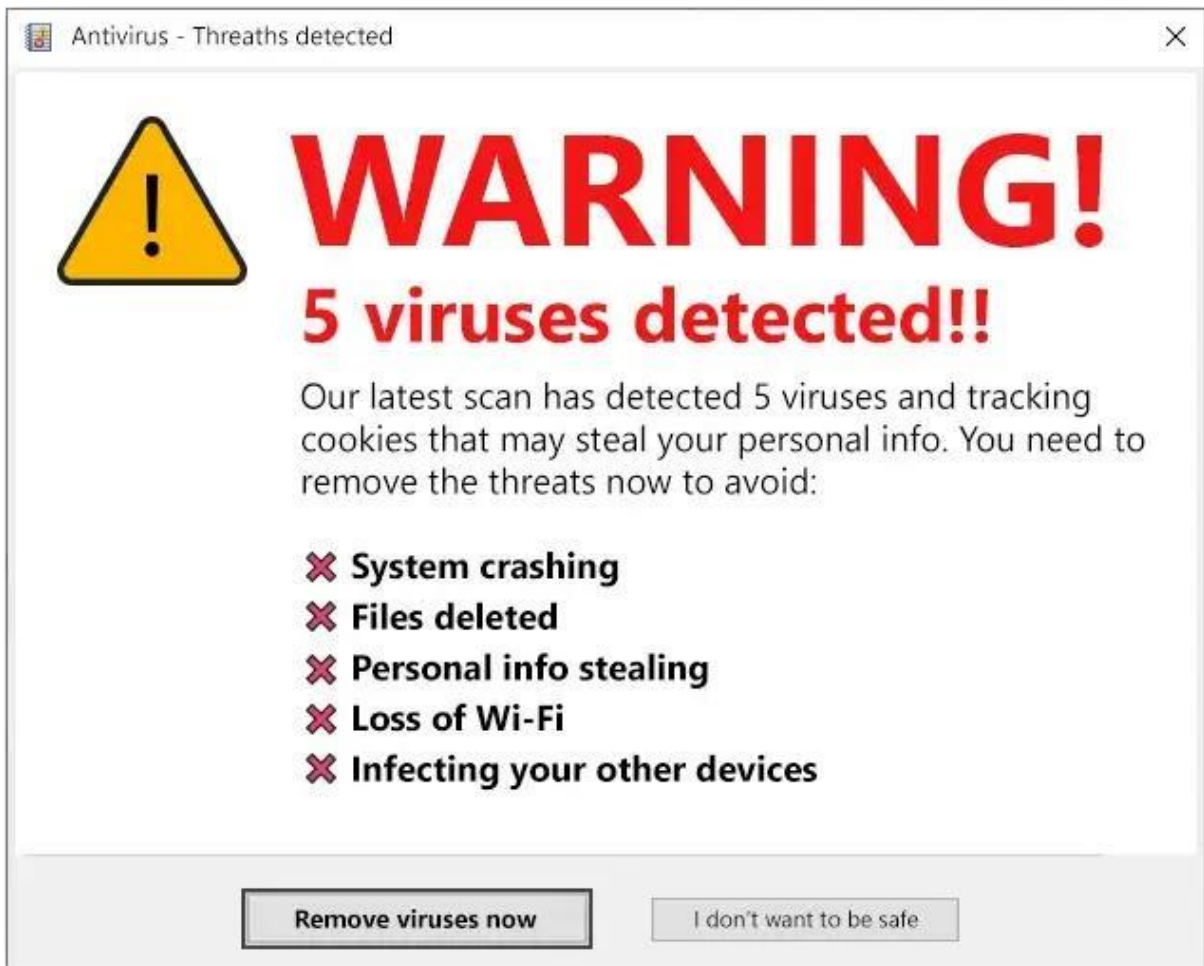 Antivirus - Threaths detected
WARNING!
5 viruses detected!!
Our latest scan has detected 5 viruses and tracking
cookies that may steal your personal info. You need to
remove the threats now to avoid:
System crashing
Files deleted
Personal info stealing
Loss of Wi-Fi
Infecting your other devices
Remove viruses now
I don't want to be safe